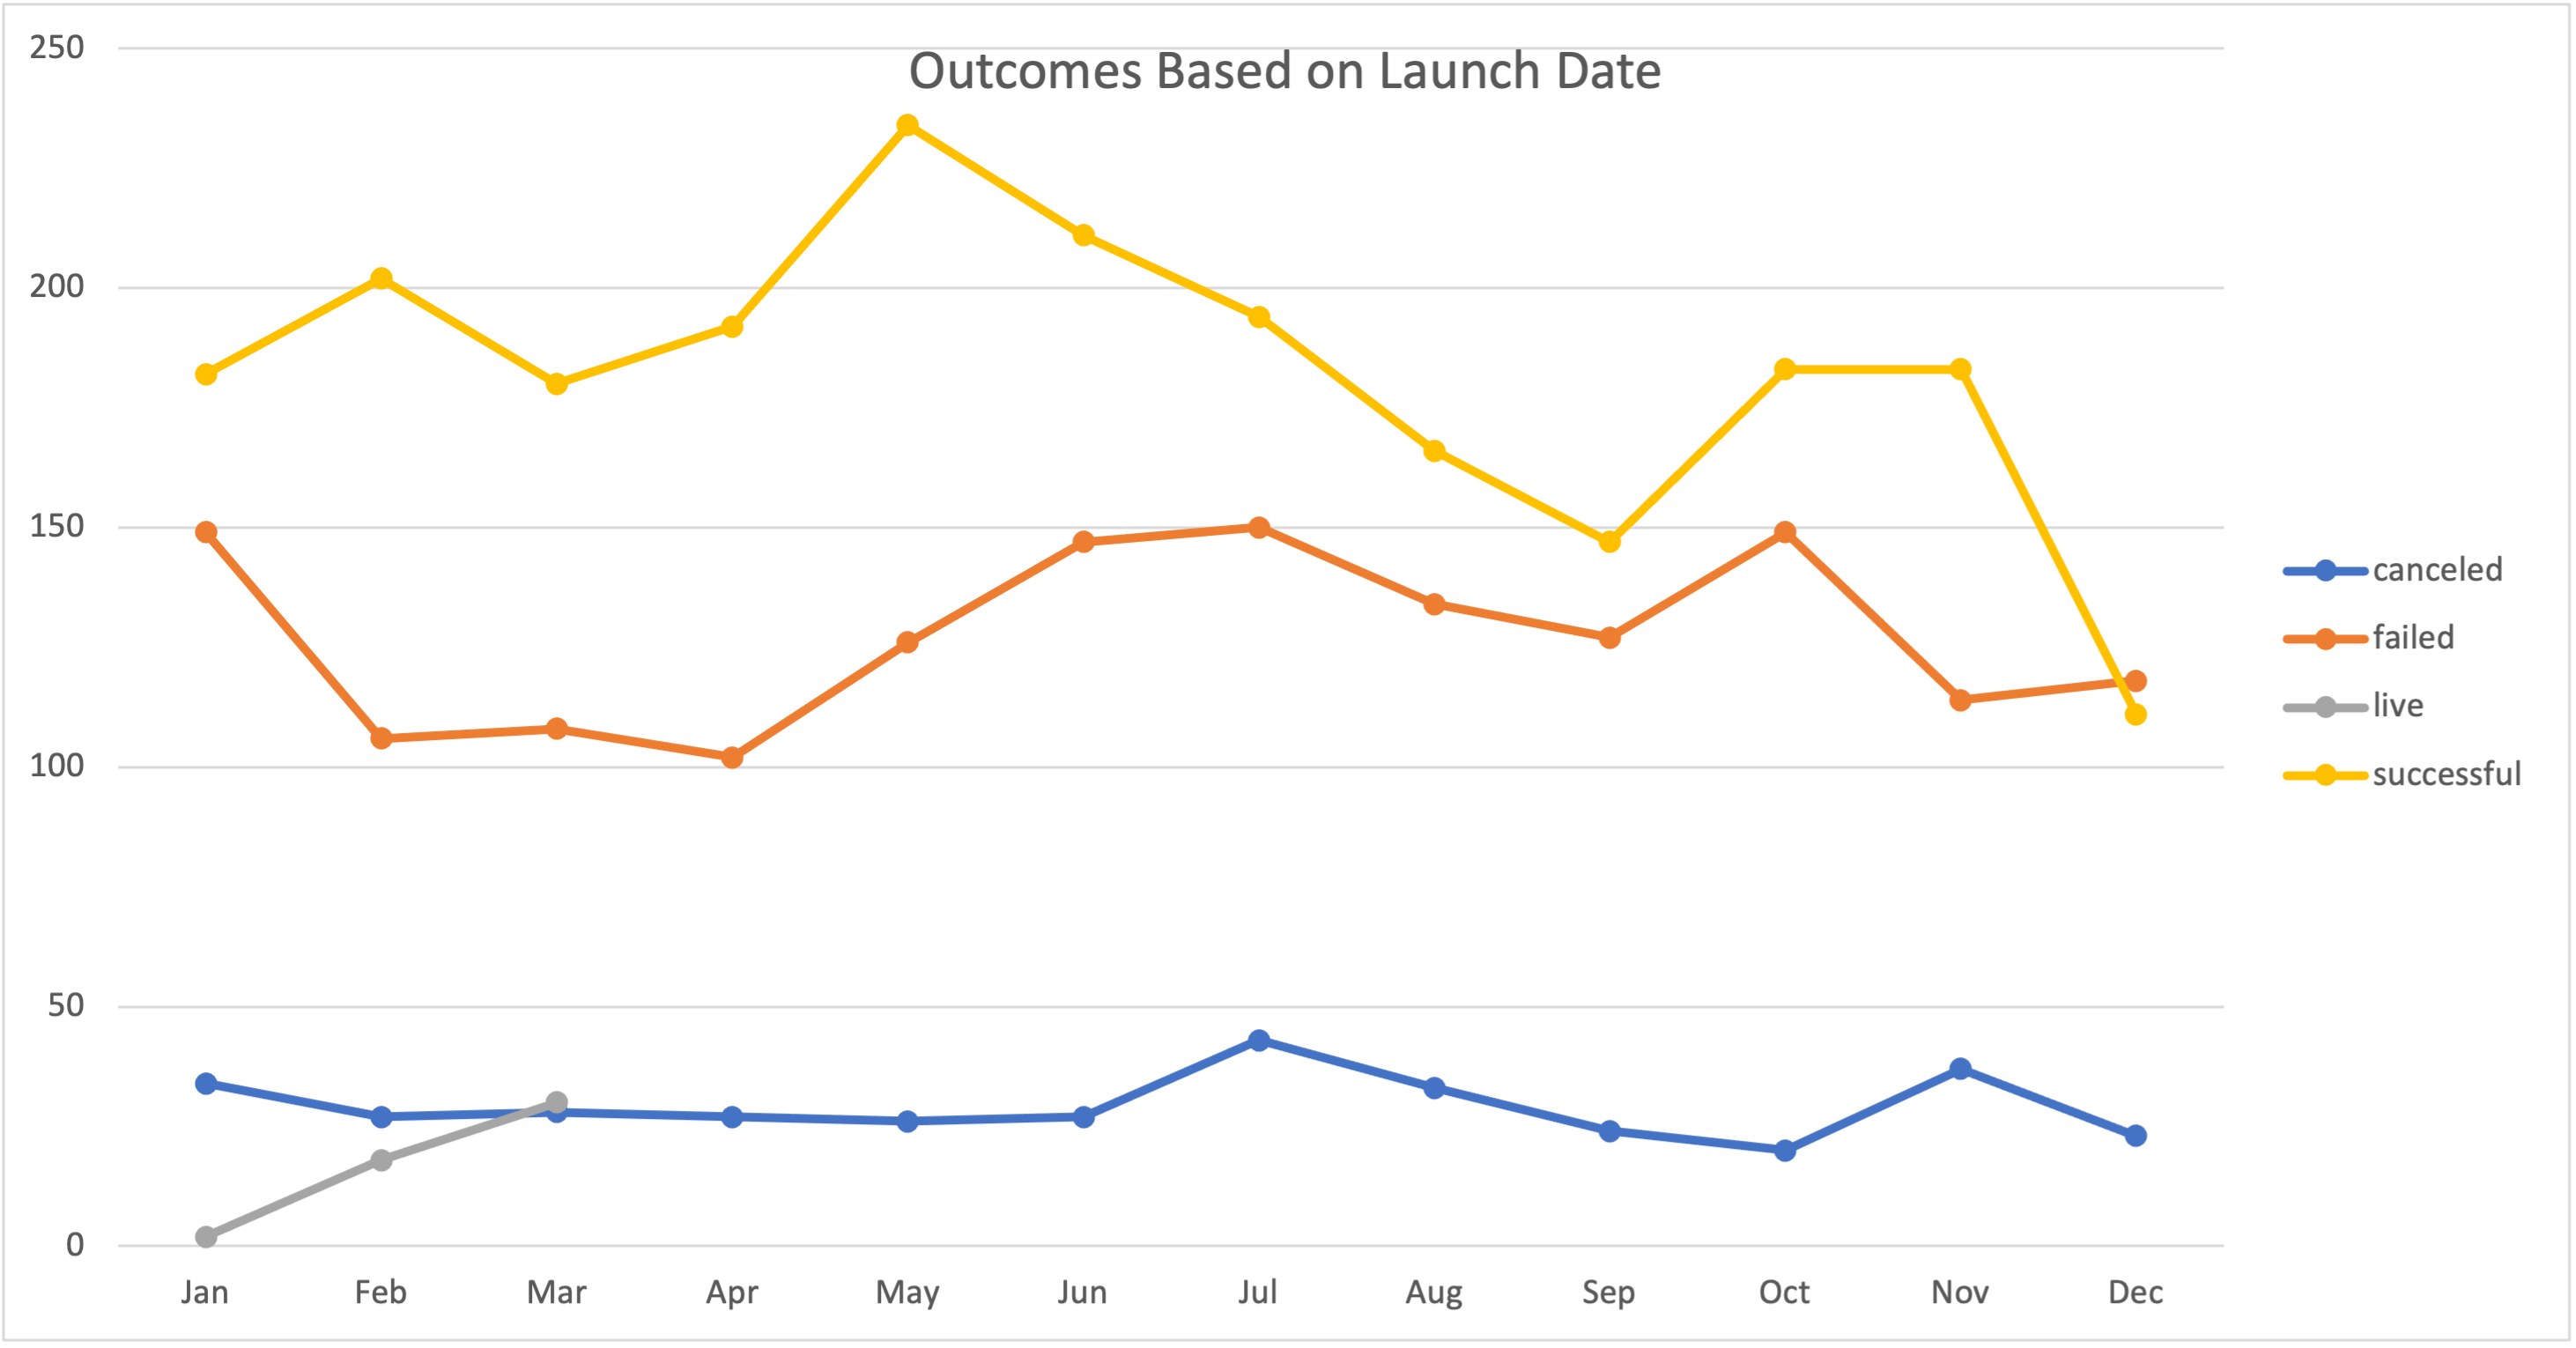 Outcomes Based on Launch Date
250
200
150
100
50
0
Jan Feb Mar Apr May Jun Jul Aug Sep Oct Nov Dec
canceled
failed
live
successful